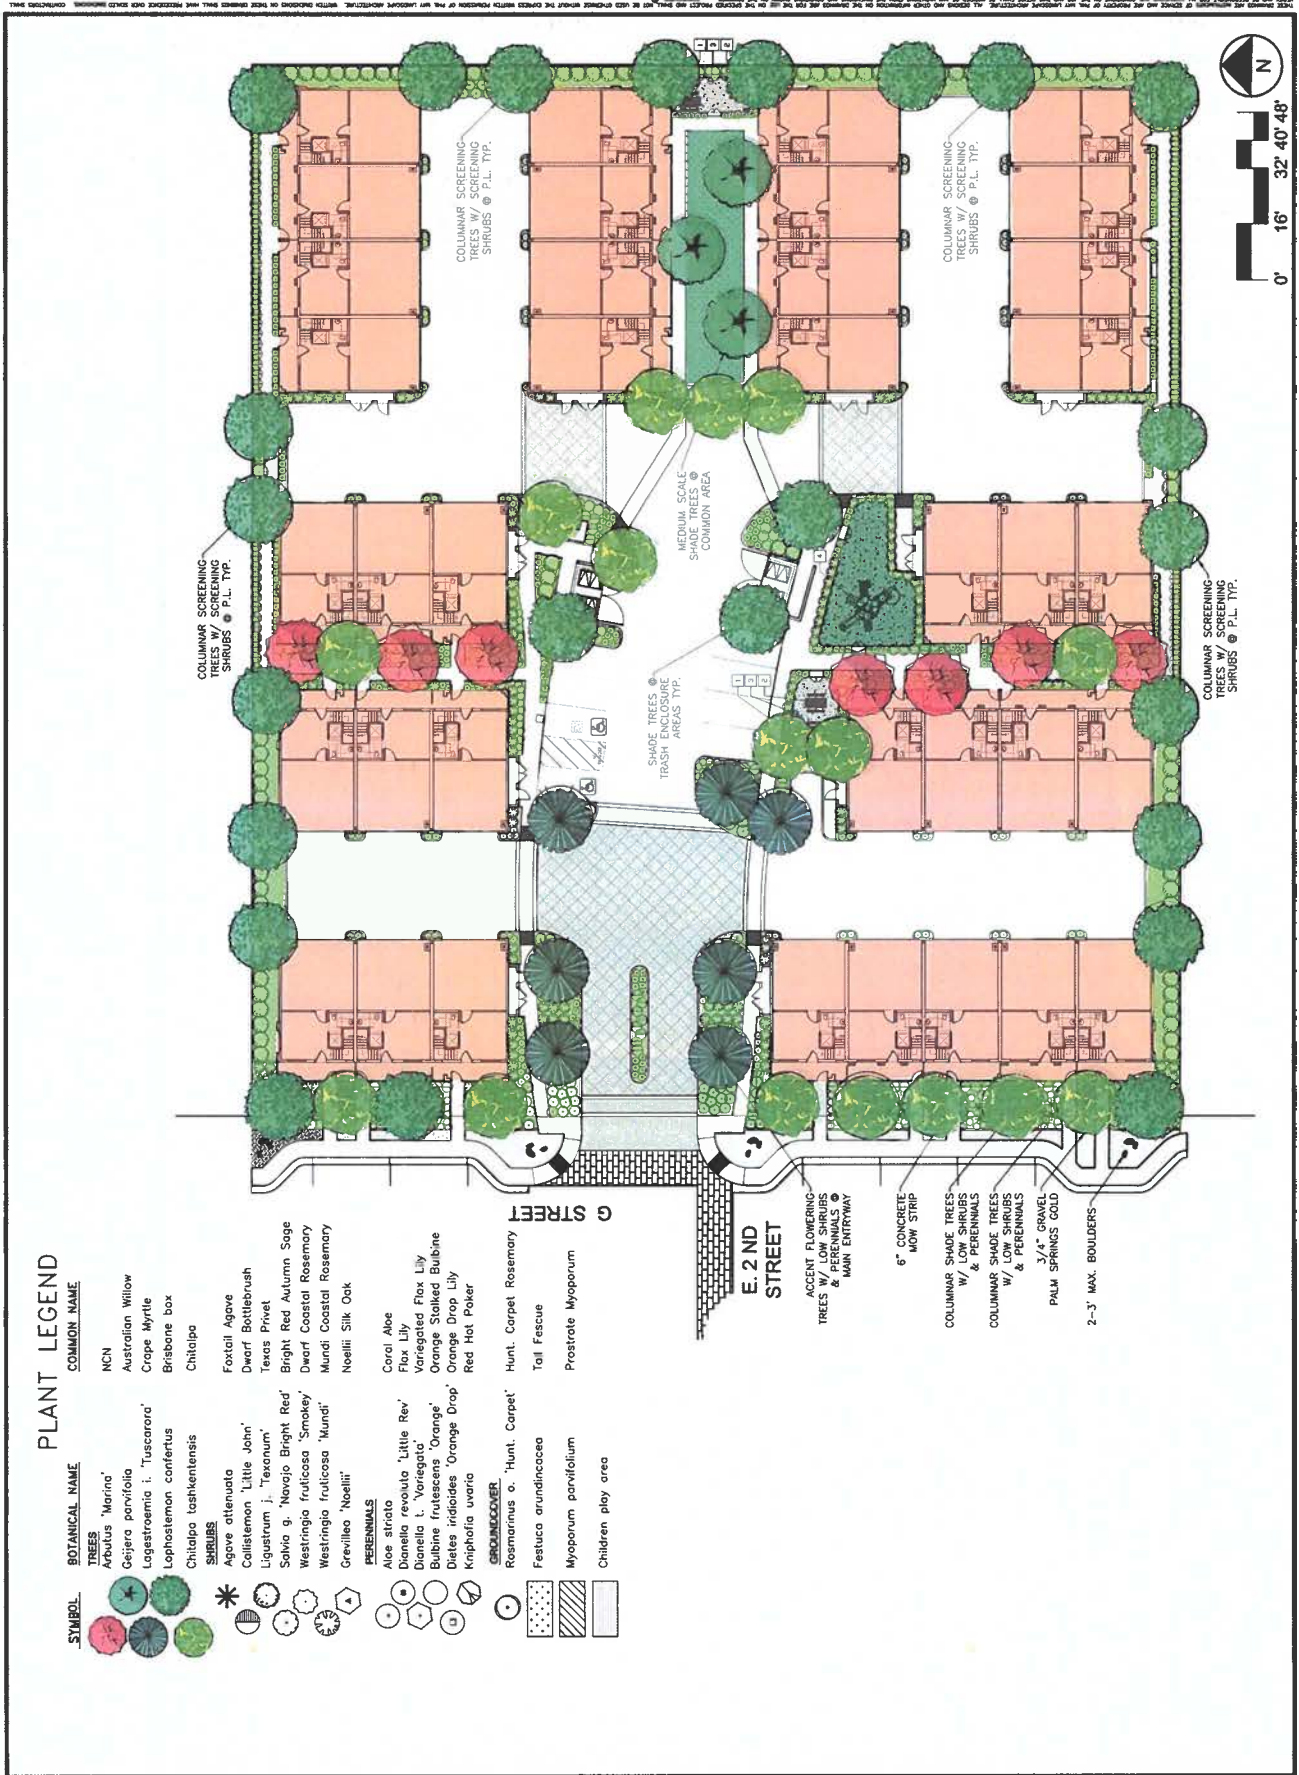 PLANT LEGEND
SYMBOL BOTANICAL NAME COMMON NAME
TREES
Arbutus 'Marina' NCN
Geijera parvifolia Australian Willow
Lagestroemia i. 'Tuscarora' Crape Myrtle
Lophostemon confertus Brisbane box
Chitalpa tashkentensis Chitalpa
SHRUBS
Agave attenuata Foxtail Agave
Callistemon 'Little John' Dwarf Bottlebrush
Ligustrum j. 'Texanum' Texas Privet
Salvia g. 'Navajo Bright Red' Bright Red Autumn Sage
Westringia fruticosa 'Smokey' Dwarf Coastal Rosemary
Westringia fruticosa 'Mundi' Mundi Coastal Rosemary
Grevillea 'Noellii' Noellii Silk Oak
PERENNIALS
Aloe striata Coral Aloe
Dianella revoluta 'Little Rev' Flax Lily
Dianella t. 'Variegata' Variegated Flax Lily
Bulbine frutescens 'Orange' Orange Stalked Bulbine
Dietes iridioides 'Orange Drop' Orange Drop Lily
Kniphofia uvaria Red Hot Poker
GROUNDCOVER
Rosmarinus o. 'Hunt. Carpet' Hunt. Carpet Rosemary
Festuca arundincacea Tall Fescue
Myoporum parvifolium Prostrate Myoporum
Children play area
G STREET
E. 2 ND
STREET
ACCENT FLOWERING
TREES W/ LOW SHRUBS
& PERENNIALS @
MAIN ENTRYWAY
6" CONCRETE
MOW STRIP
COLUMNAR SHADE TREES
W/ LOW SHRUBS
& PERENNIALS
COLUMNAR SHADE TREES
W/ LOW SHRUBS
& PERENNIALS
3/4" GRAVEL
PALM SPRINGS GOLD
2-3' MAX. BOULDERS
COLUMNAR SCREENING
TREES W/ SCREENING
SHRUBS @ P.L. TYP.
SHADE TREES @
TRASH ENCLOSURE
AREAS TYP.
1
3
2
4
MEDIUM SCALE
SHADE TREES @
COMMON AREA
COLUMNAR SCREENING
TREES W/ SCREENING
SHRUBS @ P.L. TYP.
COLUMNAR SCREENING
TREES W/ SCREENING
SHRUBS @ P.L. TYP.
COLUMNAR SCREENING
TREES W/ SCREENING
SHRUBS @ P.L. TYP.
1
3
2
N
0' 16' 32' 40' 48'